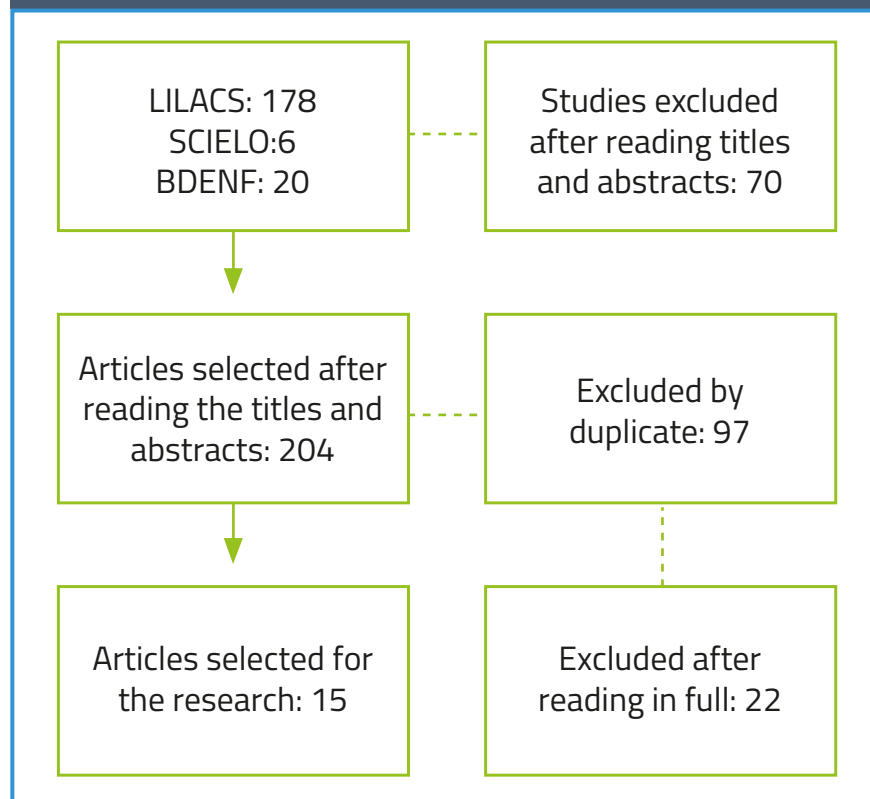 LILACS: 178
SCIELO:6
BDENF: 20
Studies excluded
after reading titles
and abstracts: 70
Articles selected after
reading the titles and
abstracts: 204
Excluded by
duplicate: 97
Articles selected for
the research: 15
Excluded after
reading in full: 22